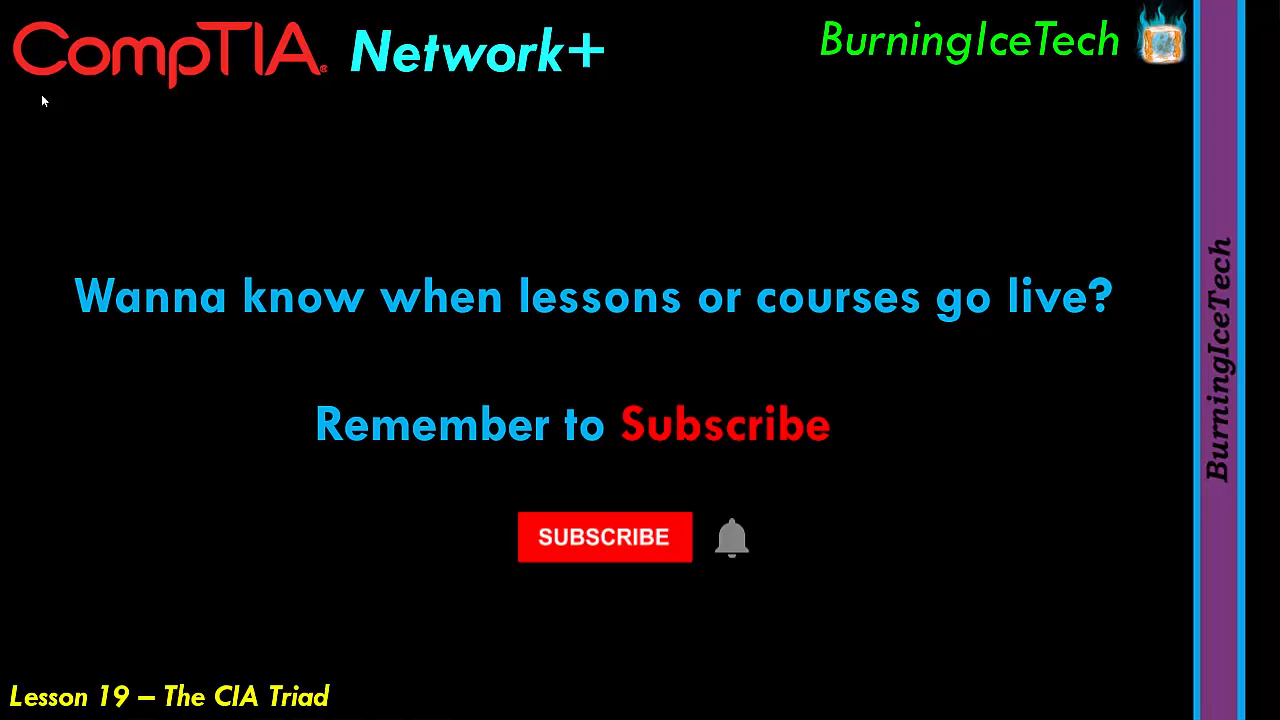 CompTIA® Network+
BurningIceTech
Wanna know when lessons or courses go live?
Remember to Subscribe
SUBSCRIBE
Lesson 19 – The CIA Triad
BurningIceTech